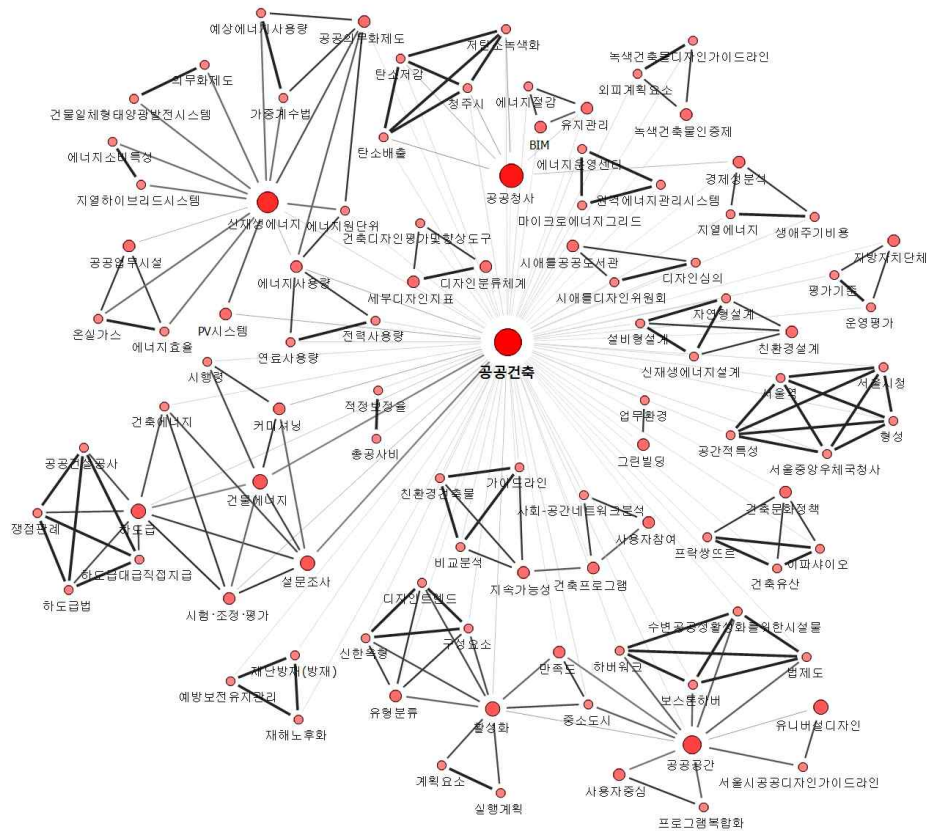 예상에너지사용량
공공의무화제도
저탄소녹색화
녹색건축물디자인가이드라인
탄소저감
의무화제도
외피계획요소
청주시
에너지절감
가중계수법
건물일체형태양광발전시스템
유지관리
녹색건축물인증제
BIM
탄소배출
에너지소비특성
에너지운영센터
경제성분석
지열하이브리드시스템
공공청사
원격에너지관리시스템
신재생에너지
에너지원단위
마이크로에너지그리드
지열에너지
생애주기비용
건축디자인평가및향상도구
지방자치단체
공공업무시설
시애틀공공도서관
디자인심의
에너지사용량
디자인분류체계
평가기준
세부디자인지표
시애틀디자인위원회
자연형설계
운영평가
온실가스
PV시스템
에너지효율
전력사용량
설비형설계
친환경설계
연료사용량
공공건축
신재생에너지설계
시행령
서울시청
서울역
적정보정율
업무환경
건축에너지
커미셔닝
형성
공간적특성
총공사비
그린빌딩
서울중앙우체국청사
공공건설공사
가이드라인
건물에너지
친환경건축물
사회-공간네트워크분석
건축문화정책
쟁점판례
하도급
사용자참여
비교분석
이파샤이오
하도급대급직접지급
프락쌍뜨르
설문조사
건축유산
지속가능성
건축프로그램
하도급법
시험·조정·평가
디자인트렌드
수변공공성활성화를위한시설물
구성요소
신한옥형
재난방재(방재)
하버워크
법제도
만족도
예방보전유지관리
보스톤하버
유형분류
중소도시
활성화
재해노후화
유니버설디자인
공공공간
계획요소
서울시공공디자인가이드라인
사용자중심
실행계획
프로그램복합화